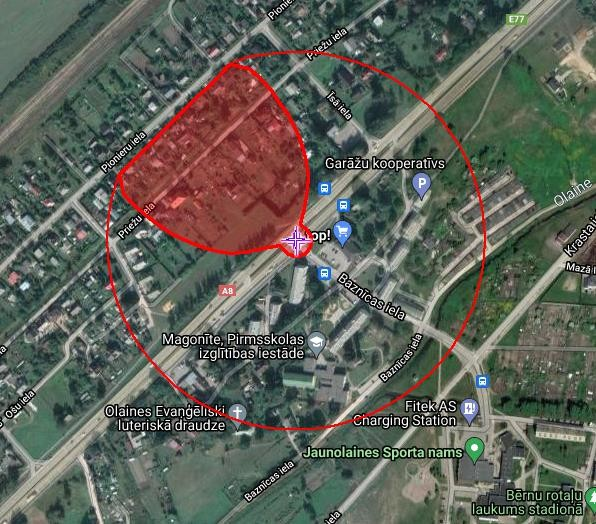 Pionie
E77
Priežu iela
Īsā iela
Pionieru iela
Garāžu kooperatīvs
P
Olaine
Priežu iela
op!
Krastalī
Mazā I
A8
Baznīcas iela
Magonīte, Pirmsskolas
izglītības iestāde
Baznīcas iela
Ošu iela
Olaines Evaņģēliski
luteriskā draudze
Fitek AS
Charging Station
Jaunolaines Sporta nams
Baznīcas iela
Bērnu rotaļu
laukums stadionā
iela